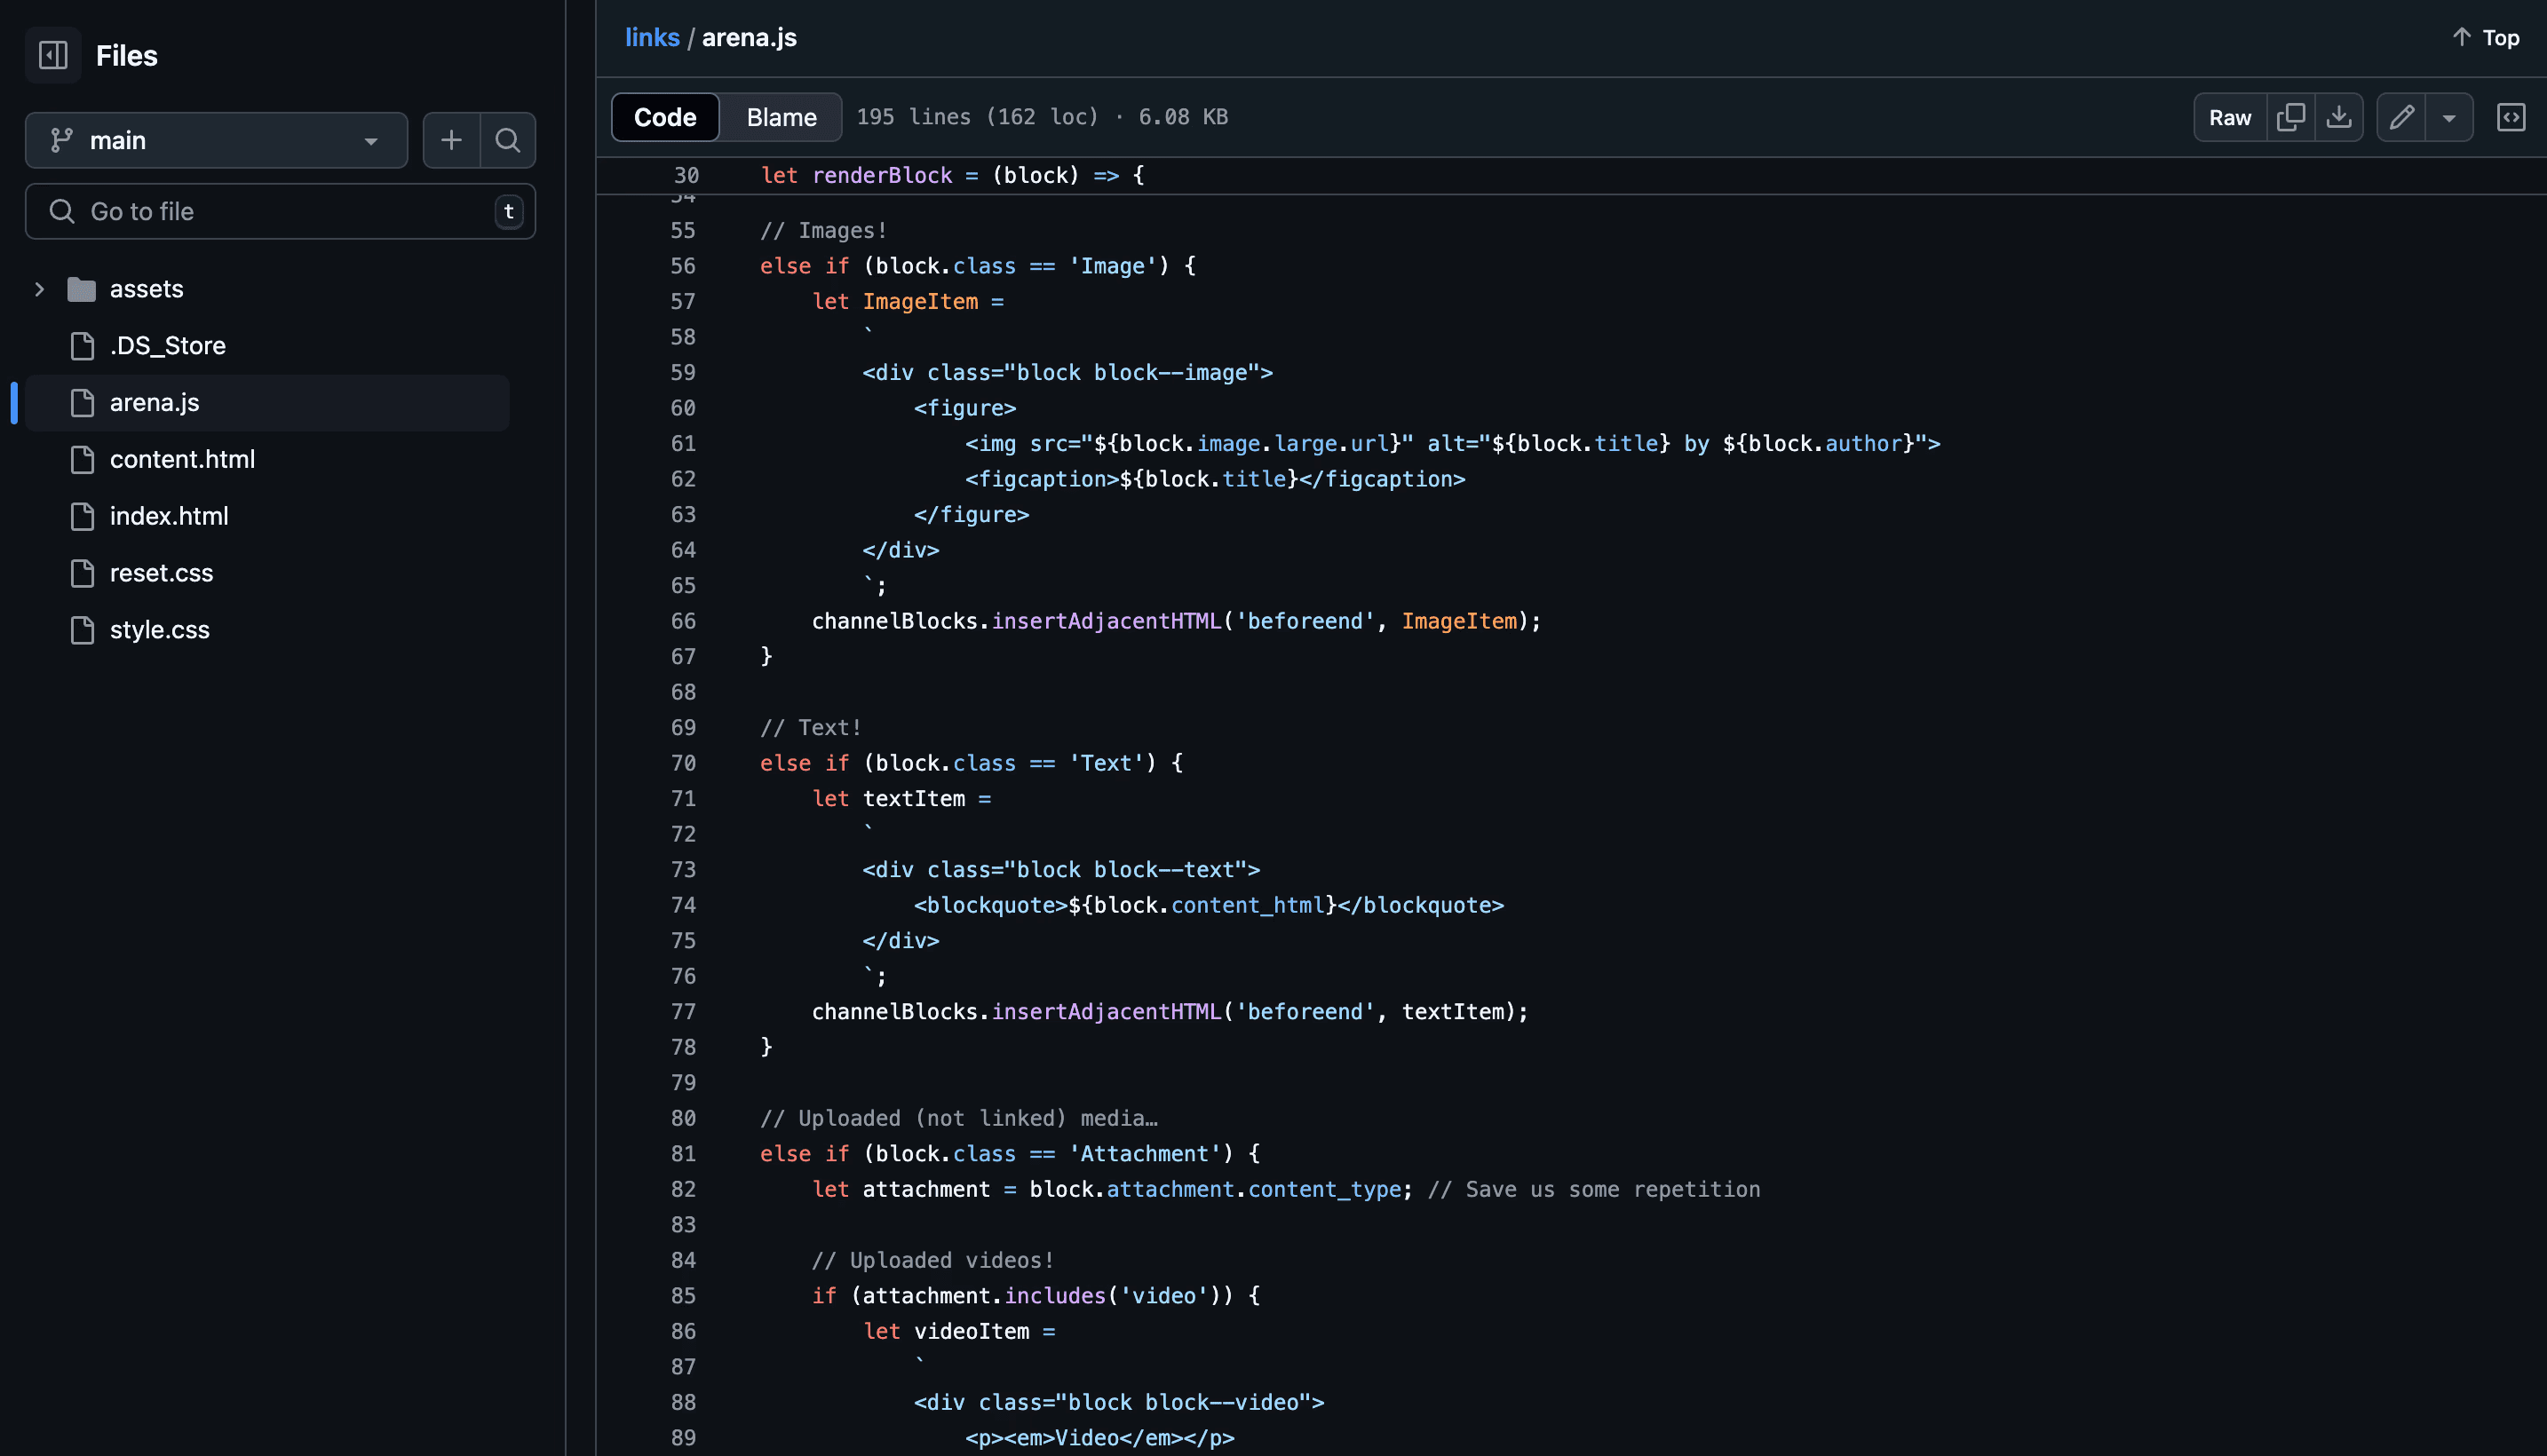 Files
main
Go to file
t
assets
.DS_Store
arena.js
content.html
index.html
reset.css
style.css
links / arena.js
Top
Code Blame 195 lines (162 loc) · 6.08 KB
Raw
30 let renderBlock = (block) => {
54
55 // Images!
56 else if (block.class == 'Image') {
57 let ImageItem =
58 `
59 <div class="block block--image">
60 <figure>
61 <img src="${block.image.large.url}" alt="${block.title} by ${block.author}">
62 <figcaption>${block.title}</figcaption>
63 </figure>
64 </div>
65 `;
66 channelBlocks.insertAdjacentHTML('beforeend', ImageItem);
67 }
68
69 // Text!
70 else if (block.class == 'Text') {
71 let textItem =
72 `
73 <div class="block block--text">
74 <blockquote>${block.content_html}</blockquote>
75 </div>
76 `;
77 channelBlocks.insertAdjacentHTML('beforeend', textItem);
78 }
79
80 // Uploaded (not linked) media…
81 else if (block.class == 'Attachment') {
82 let attachment = block.attachment.content_type; // Save us some repetition
83
84 // Uploaded videos!
85 if (attachment.includes('video')) {
86 let videoItem =
87 `
88 <div class="block block--video">
89 <p><em>Video</em></p>